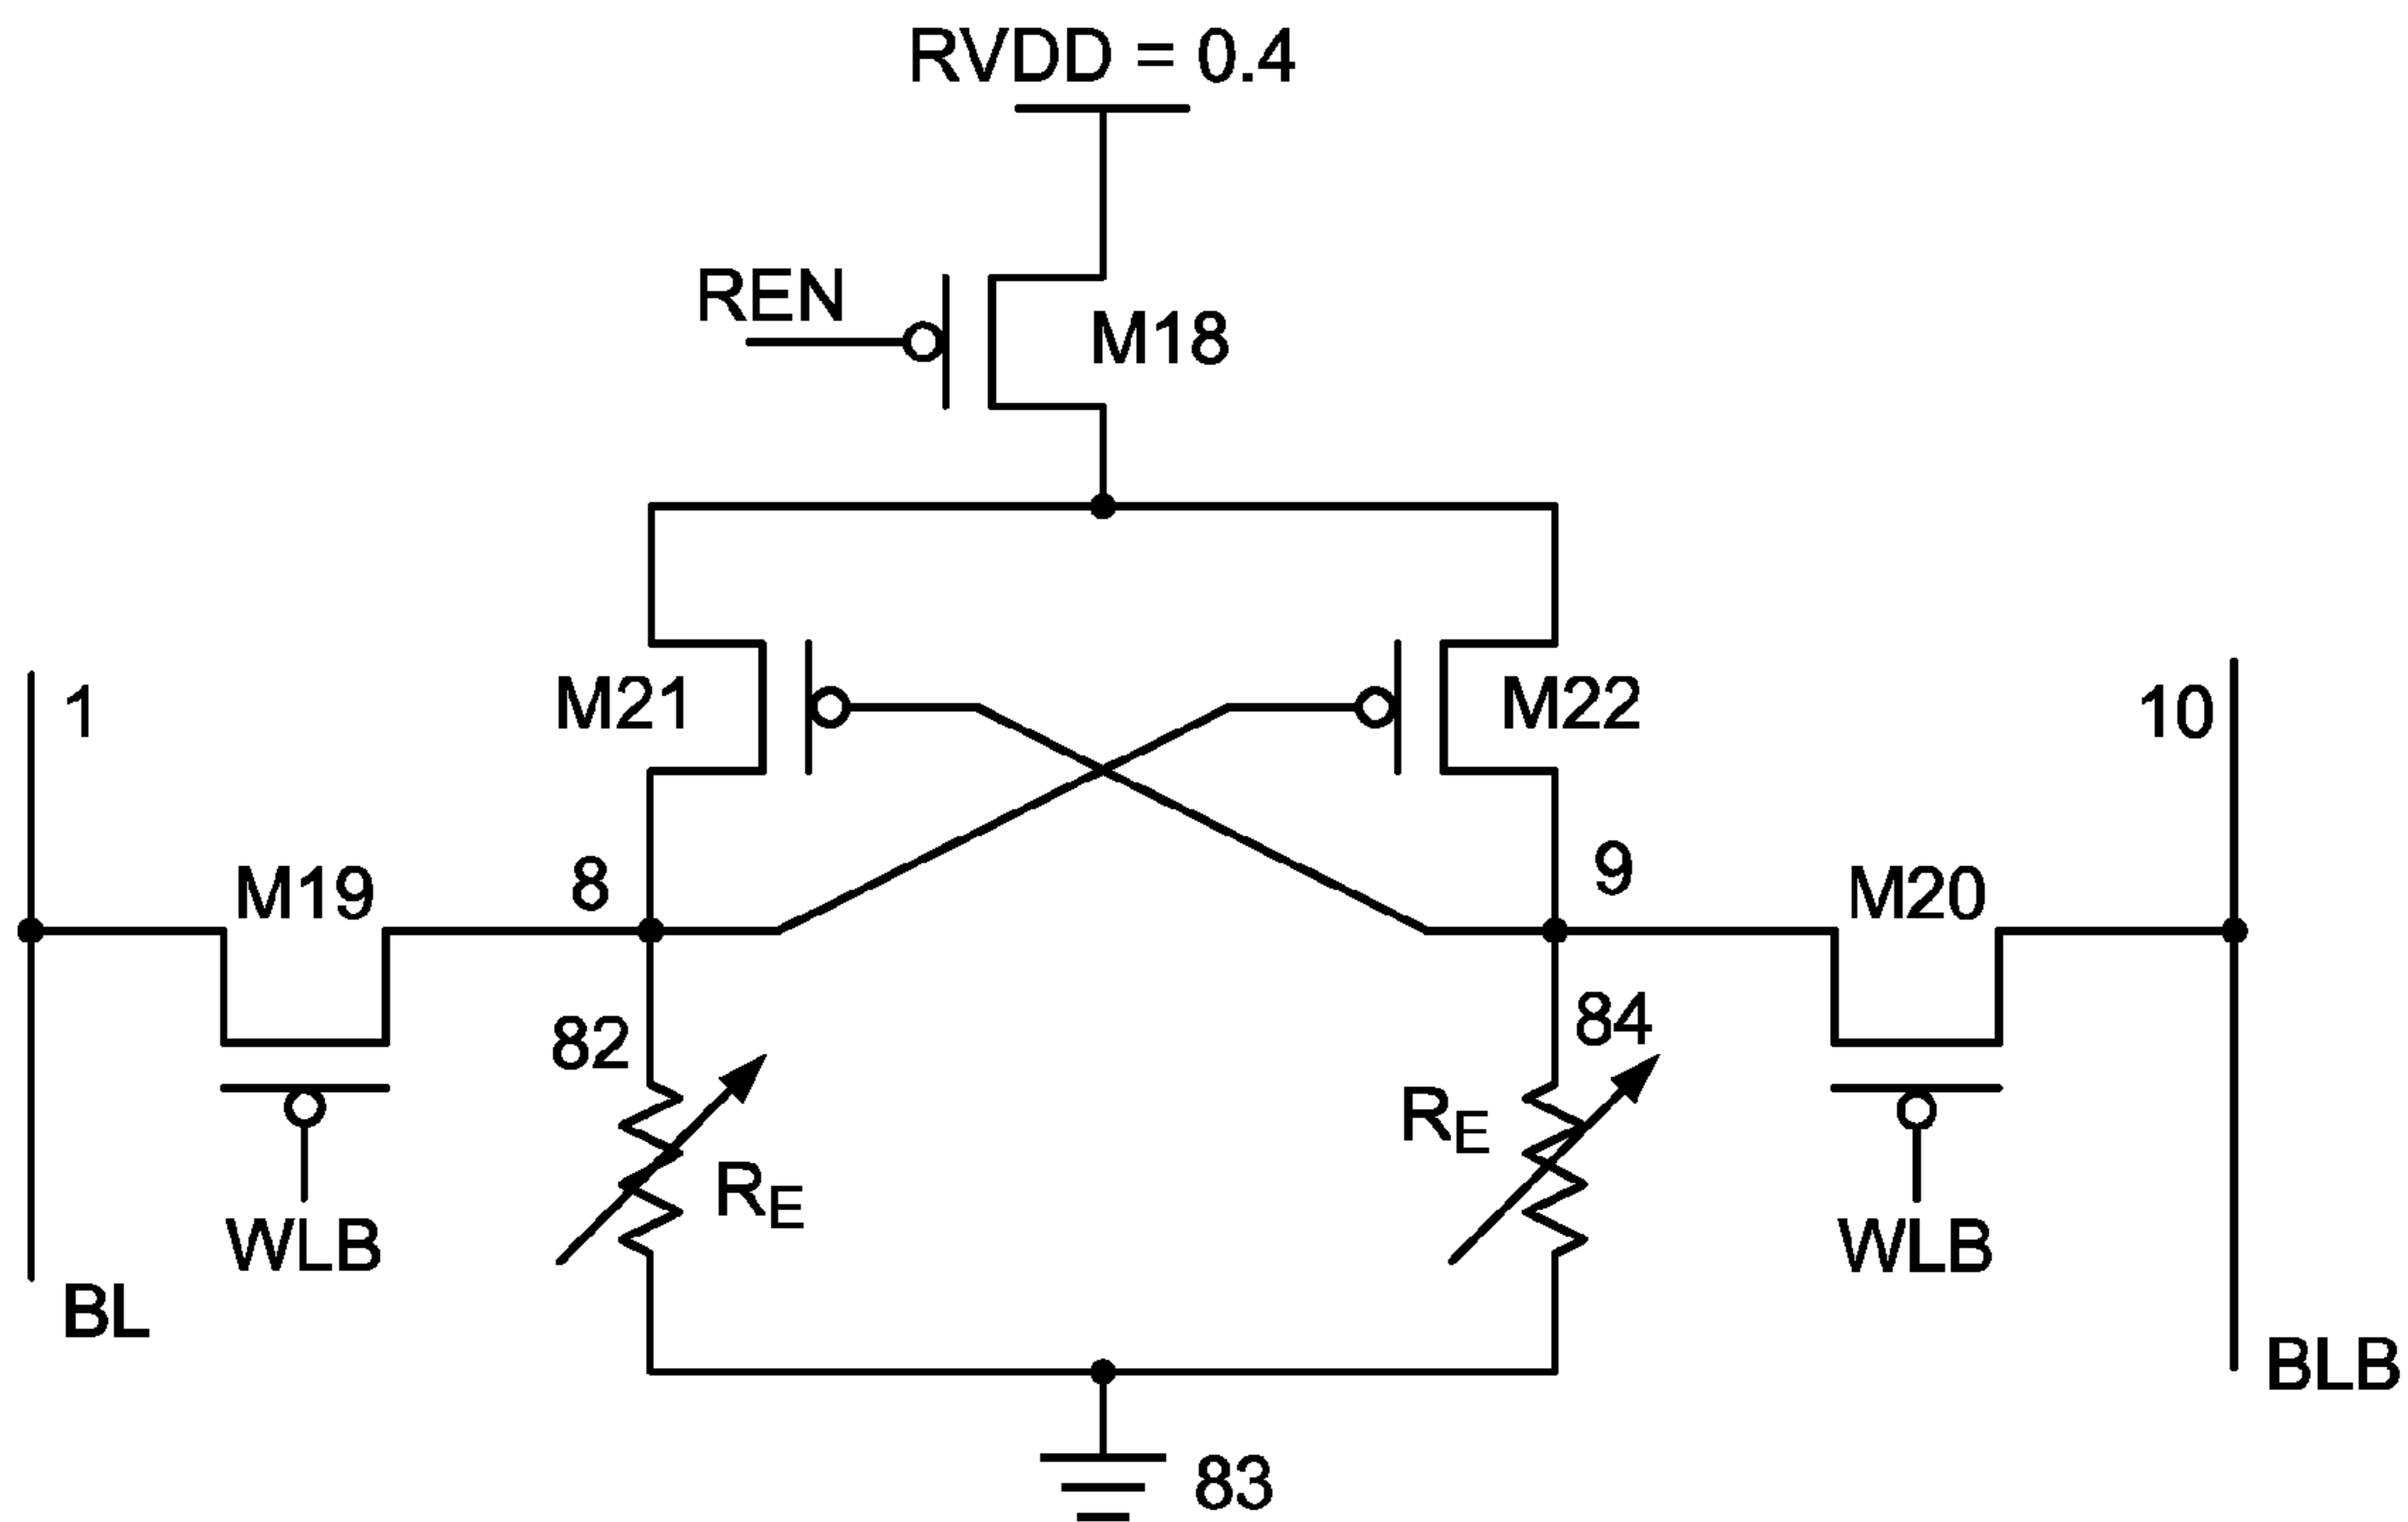 RVDD = 0.4
REN
M18
M21
M22
1
10
M19
8
9
M20
82
84
RE
RE
WLB
WLB
BL
BLB
83